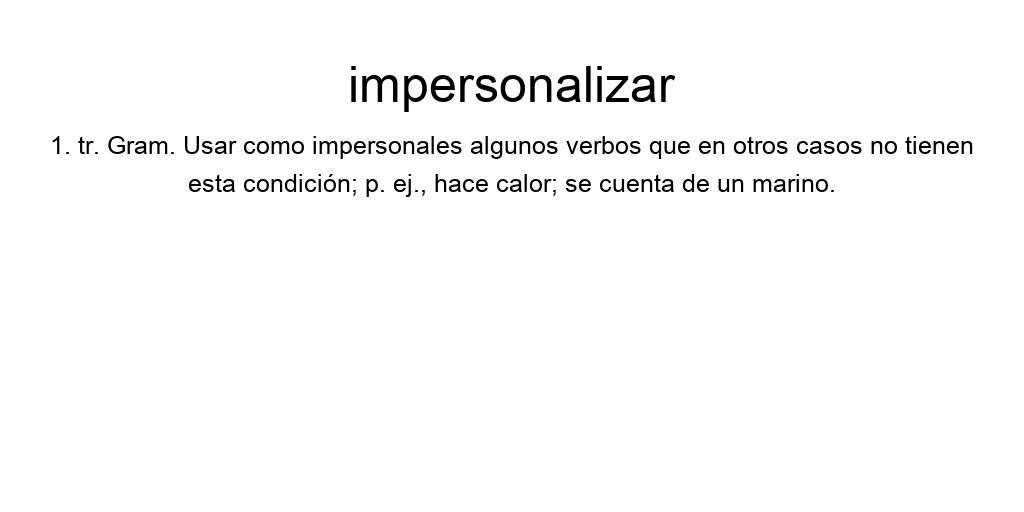 impersonalizar
1. tr. Gram. Usar como impersonales algunos verbos que en otros casos no tienen
esta condición; p. ej., hace calor; se cuenta de un marino.